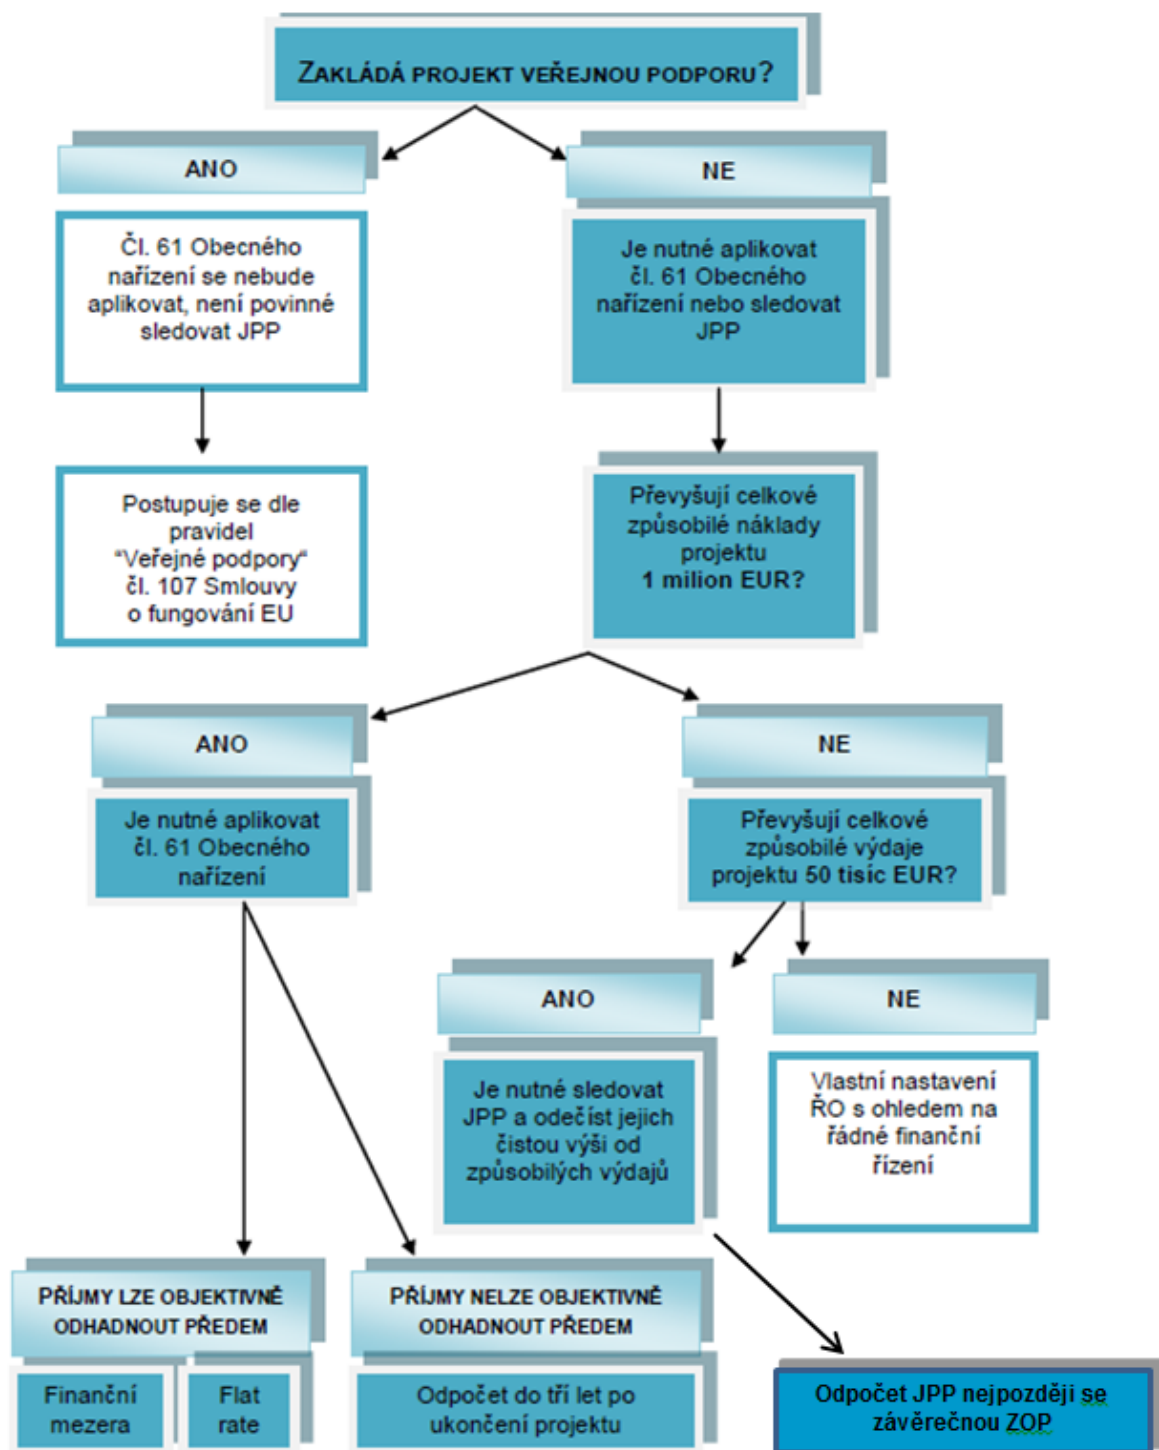 ZAKLÁDÁ PROJEKT VEŘEJNOU PODPORU?
ANO
NE
Čl. 61 Obecného
nařízení se nebude
aplikovat, není povinné
sledovat JPP
Je nutné aplikovat
čl. 61 Obecného
nařízení nebo sledovat
JPP
Postupuje se dle
pravidel
“Veřejné podpory“
čl. 107 Smlouvy
o fungování EU
Převyšují celkové
způsobilé náklady
projektu
1 milion EUR?
ANO
NE
Je nutné aplikovat
čl. 61 Obecného
nařízení
Převyšují celkové
způsobilé výdaje
projektu 50 tisíc EUR?
ANO
NE
Je nutné sledovat
JPP a odečíst jejich
čistou výši od
způsobilých výdajů
Vlastní nastavení
ŘO s ohledem na
řádné finanční
řízení
PŘÍJMY LZE OBJEKTIVNĚ
ODHADNOUT PŘEDEM
PŘÍJMY NELZE OBJEKTIVNĚ
ODHADNOUT PŘEDEM
Finanční
mezera
Flat
rate
Odpočet do tří let po
ukončení projektu
Odpočet JPP nejpozději se
závěrečnou ZOP